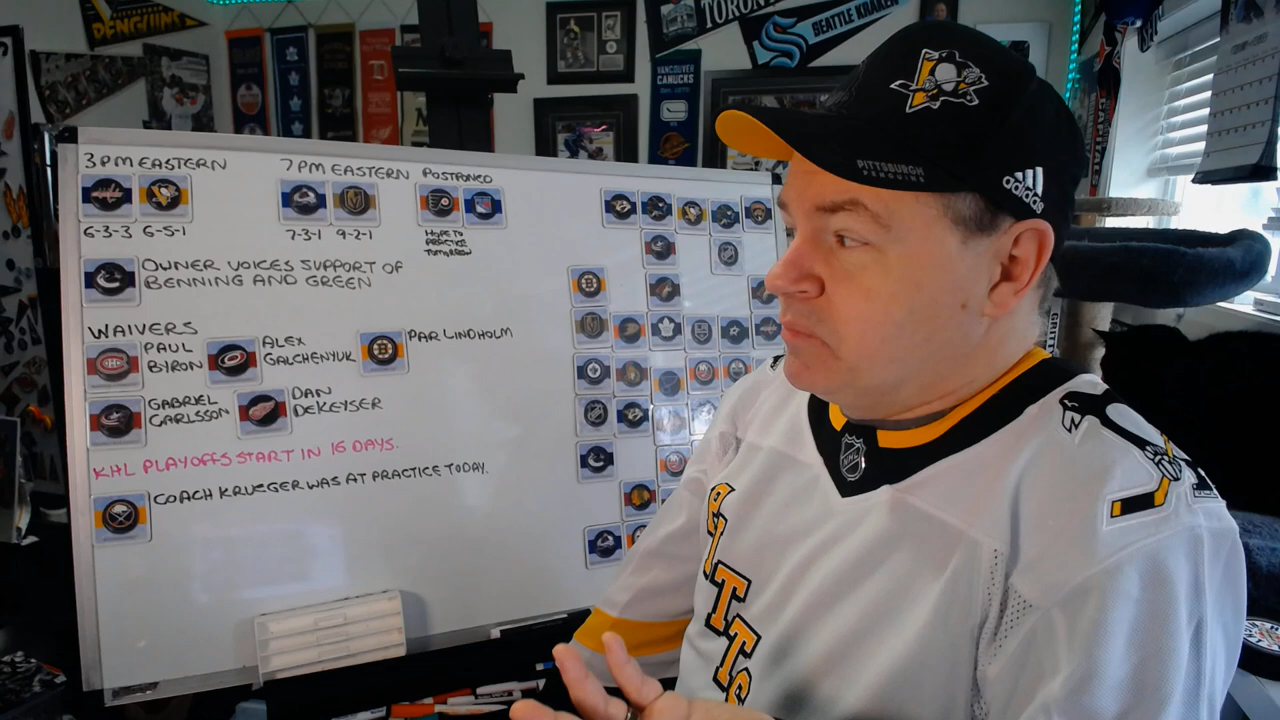 PENGUINS
TORONTO
SEATTLE KRAKEN
VANCOUVER
CANUCKS
3PM EASTERN
7PM EASTERN
POSTPONED
6-3-3 6-5-1
7-3-1 9-2-1
HOPE TO
PRACTICE
TOMORROW
OWNER VOICES SUPPORT OF
BENNING AND GREEN
WAIVERS
PAUL
BYRON
ALEX
GALCHENYUK
PAR LINDHOLM
GABRIEL
CARLSSON
DAN
DEKEYSER
KHL PLAYOFFS START IN 16 DAYS.
COACH KRUEGER WAS AT PRACTICE TODAY.
PITTSBURGH
PENGUINS
adidas
NHL
PITTS